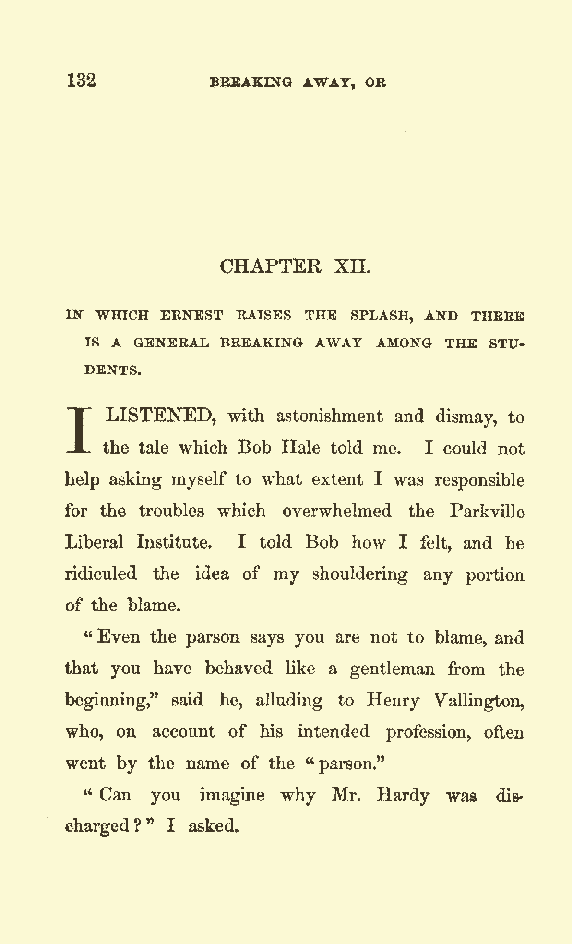 132 BREAKING AWAY, OR
CHAPTER XII.
IN WHICH ERNEST RAISES THE SPLASH, AND THERE
IS A GENERAL BREAKING AWAY AMONG THE STU-
DENTS.
I LISTENED, with astonishment and dismay, to
the tale which Bob Hale told me. I could not
help asking myself to what extent I was responsible
for the troubles which overwhelmed the Parkville
Liberal Institute. I told Bob how I felt, and he
ridiculed the idea of my shouldering any portion
of the blame.
"Even the parson says you are not to blame, and
that you have behaved like a gentleman from the
beginning," said he, alluding to Henry Vallington,
who, on account of his intended profession, often
went by the name of the "parson."
"Can you imagine why Mr. Hardy was dis-
charged?" I asked.